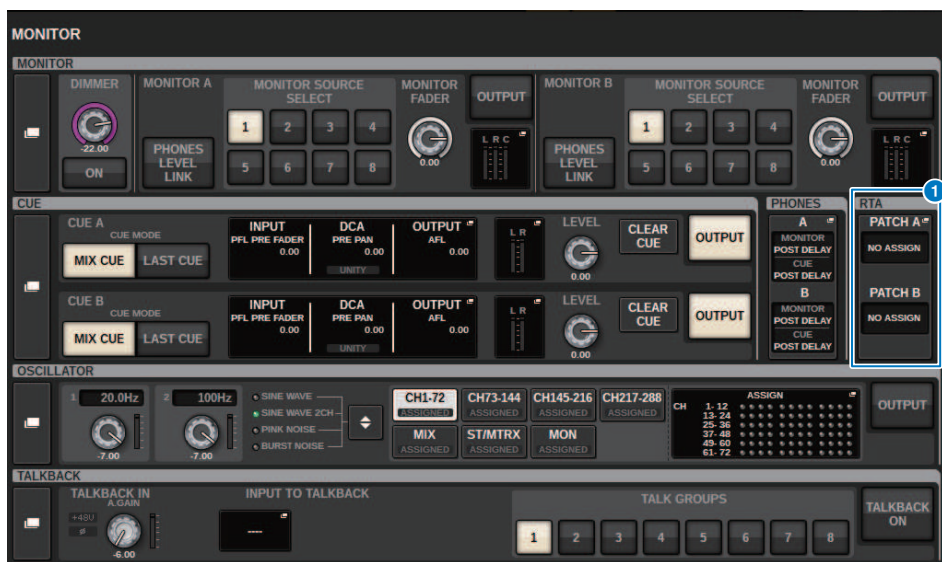 MONITOR
MONITOR
DIMMER
-22.00
ON
MONITOR A
PHONES
LEVEL
LINK
MONITOR SOURCE
SELECT
1 2 3 4
5 6 7 8
MONITOR
FADER
0.00
OUTPUT
L R C
MONITOR B
PHONES
LEVEL
LINK
MONITOR SOURCE
SELECT
1 2 3 4
5 6 7 8
MONITOR
FADER
0.00
OUTPUT
L R C
CUE
CUE A
CUE MODE
MIX CUE
LAST CUE
INPUT
PFL PRE FADER
0.00
DCA
PRE PAN
0.00
UNITY
OUTPUT
AFL
0.00
L R
LEVEL
0.00
CLEAR
CUE
OUTPUT
CUE B
CUE MODE
MIX CUE
LAST CUE
INPUT
PFL PRE FADER
0.00
DCA
PRE PAN
0.00
UNITY
OUTPUT
AFL
0.00
L R
LEVEL
0.00
CLEAR
CUE
OUTPUT
PHONES
A
MONITOR
POST DELAY
CUE
POST DELAY
B
MONITOR
POST DELAY
CUE
POST DELAY
1
RTA
PATCH A
NO ASSIGN
PATCH B
NO ASSIGN
OSCILLATOR
1 20.0Hz
-7.00
2 100Hz
-7.00
SINE WAVE
SINE WAVE 2CH
PINK NOISE
BURST NOISE
CH1-72
ASSIGNED
CH73-144
ASSIGNED
CH145-216
ASSIGNED
CH217-288
ASSIGNED
MIX
ASSIGNED
ST/MTRX
ASSIGNED
MON
ASSIGNED
ASSIGN
CH 1- 12
13- 24
25- 36
37- 48
49- 60
61- 72
OUTPUT
TALKBACK
TALKBACK IN
A.GAIN
+48V
ø
-6.00
INPUT TO TALKBACK
----
TALK GROUPS
1 2 3 4 5 6 7 8
TALKBACK
ON